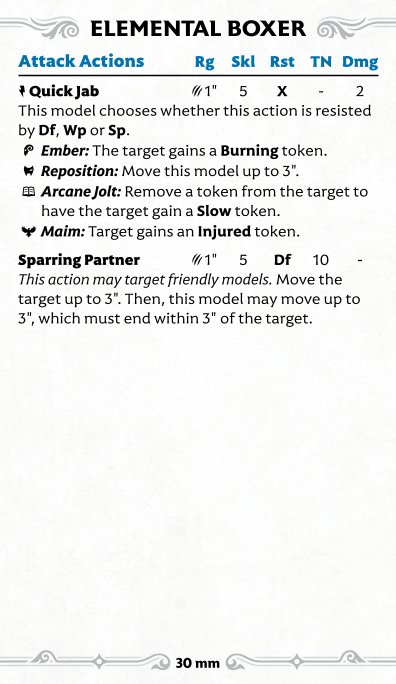 ELEMENTAL BOXER
Attack Actions Rg Skl Rst TN Dmg
Quick Jab 1" 5 X - 2
This model chooses whether this action is resisted
by Df, Wp or Sp.
Ember: The target gains a Burning token.
Reposition: Move this model up to 3".
Arcane Jolt: Remove a token from the target to
have the target gain a Slow token.
Maim: Target gains an Injured token.
Sparring Partner 1" 5 Df 10 -
This action may target friendly models. Move the
target up to 3". Then, this model may move up to
3", which must end within 3" of the target.
30 mm